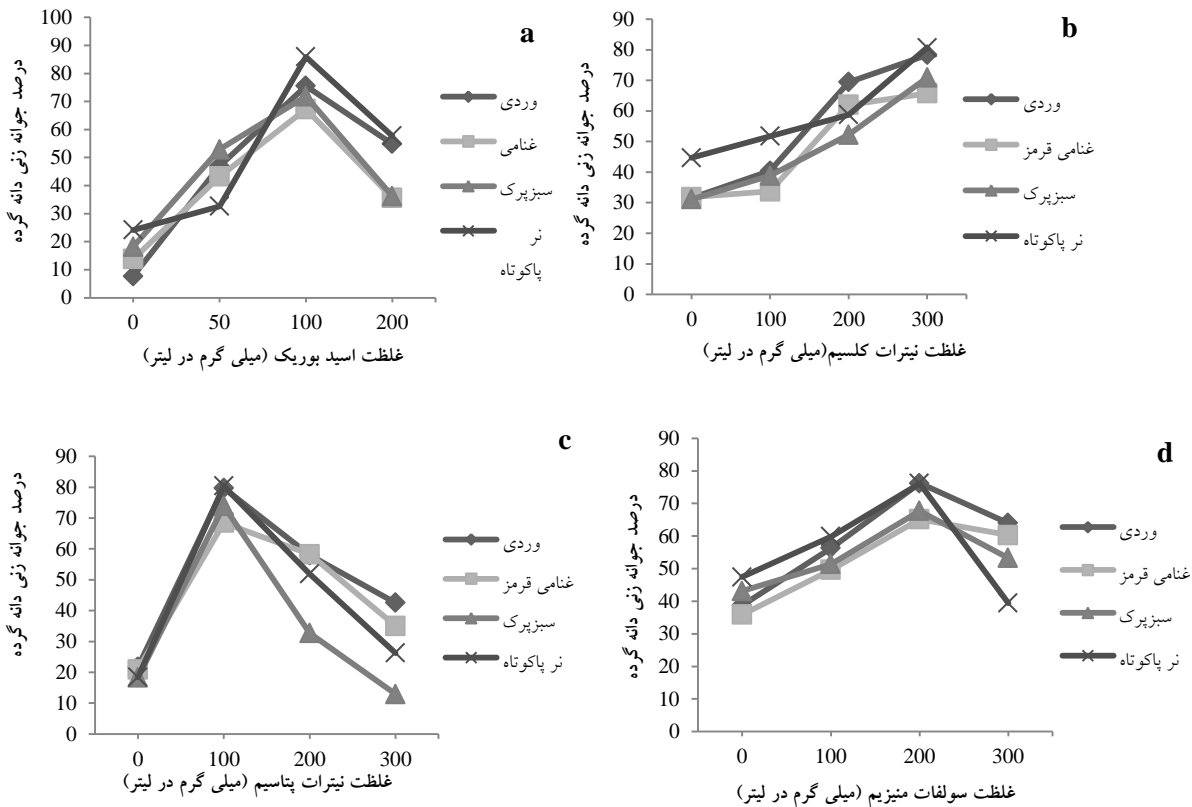 a
درصد جوانه زنی دانه گرده
100
90
80
70
60
50
40
30
20
10
0
0 50 100 200
غلظت اسید بوریک (میلی گرم در لیتر)
وردی
غنامی
سبزپرک
نر
پاکوتاه
b
درصد جوانه زنی دانه گرده
90
80
70
60
50
40
30
20
10
0
0 100 200 300
غلظت نیترات کلسیم(میلی گرم در لیتر)
وردی
غنامی قرمز
سبزپرک
نر پاکوتاه
c
درصد جوانه زنی دانه گرده
90
80
70
60
50
40
30
20
10
0
0 100 200 300
غلظت نیترات پتاسیم (میلی گرم در لیتر)
وردی
غنامی قرمز
سبزپرک
نر پاکوتاه
d
درصد جوانه زنی دانه گرده
90
80
70
60
50
40
30
20
10
0
0 100 200 300
غلظت سولفات منیزیم (میلی گرم در لیتر)
وردی
غنامی قرمز
سبزپرک
نر پاکوتاه